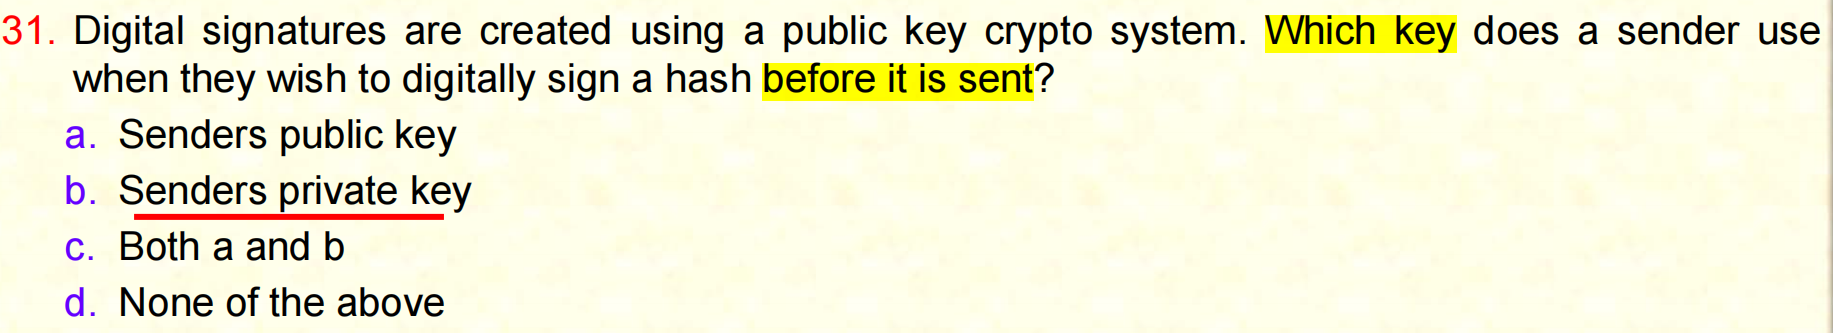 31. Digital signatures are created using a public key crypto system. Which key does a sender use
when they wish to digitally sign a hash before it is sent?
a. Senders public key
b. Senders private key
c. Both a and b
d. None of the above